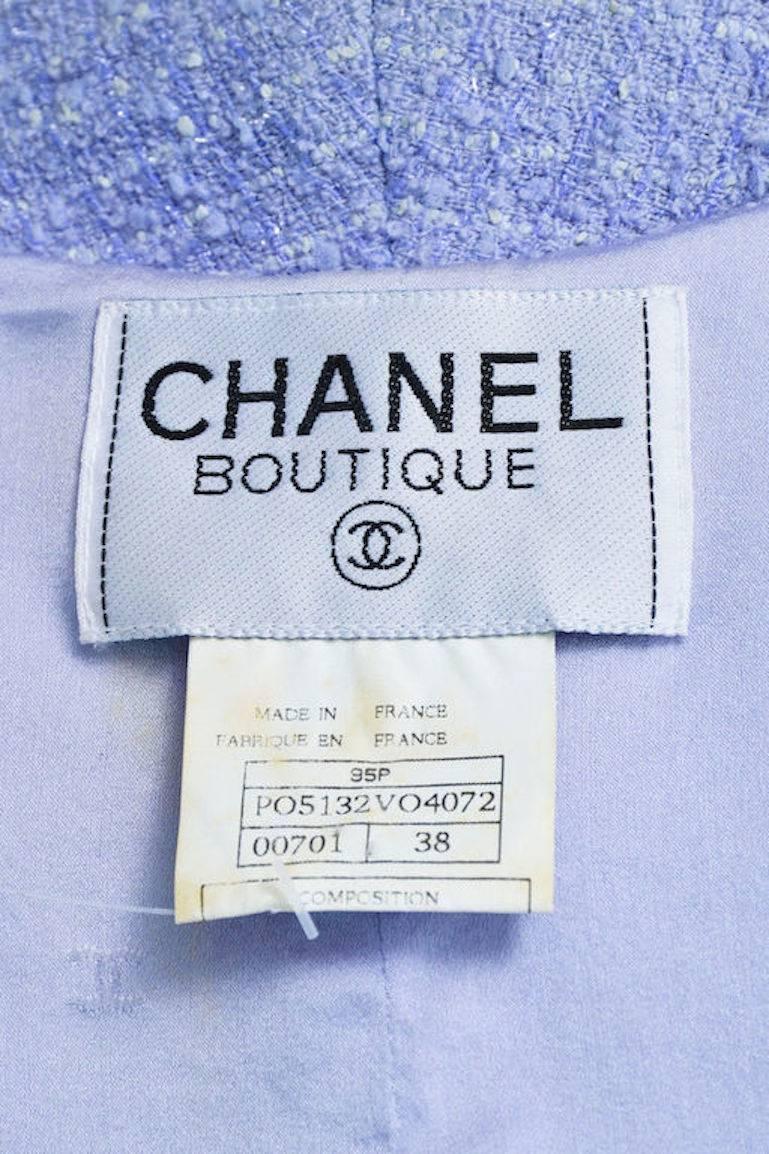 CHANEL
BOUTIQUE
MADE IN FRANCE
FABRIQUE EN FRANCE
95P
PO5132VO4072
00701 38
COMPOSITION